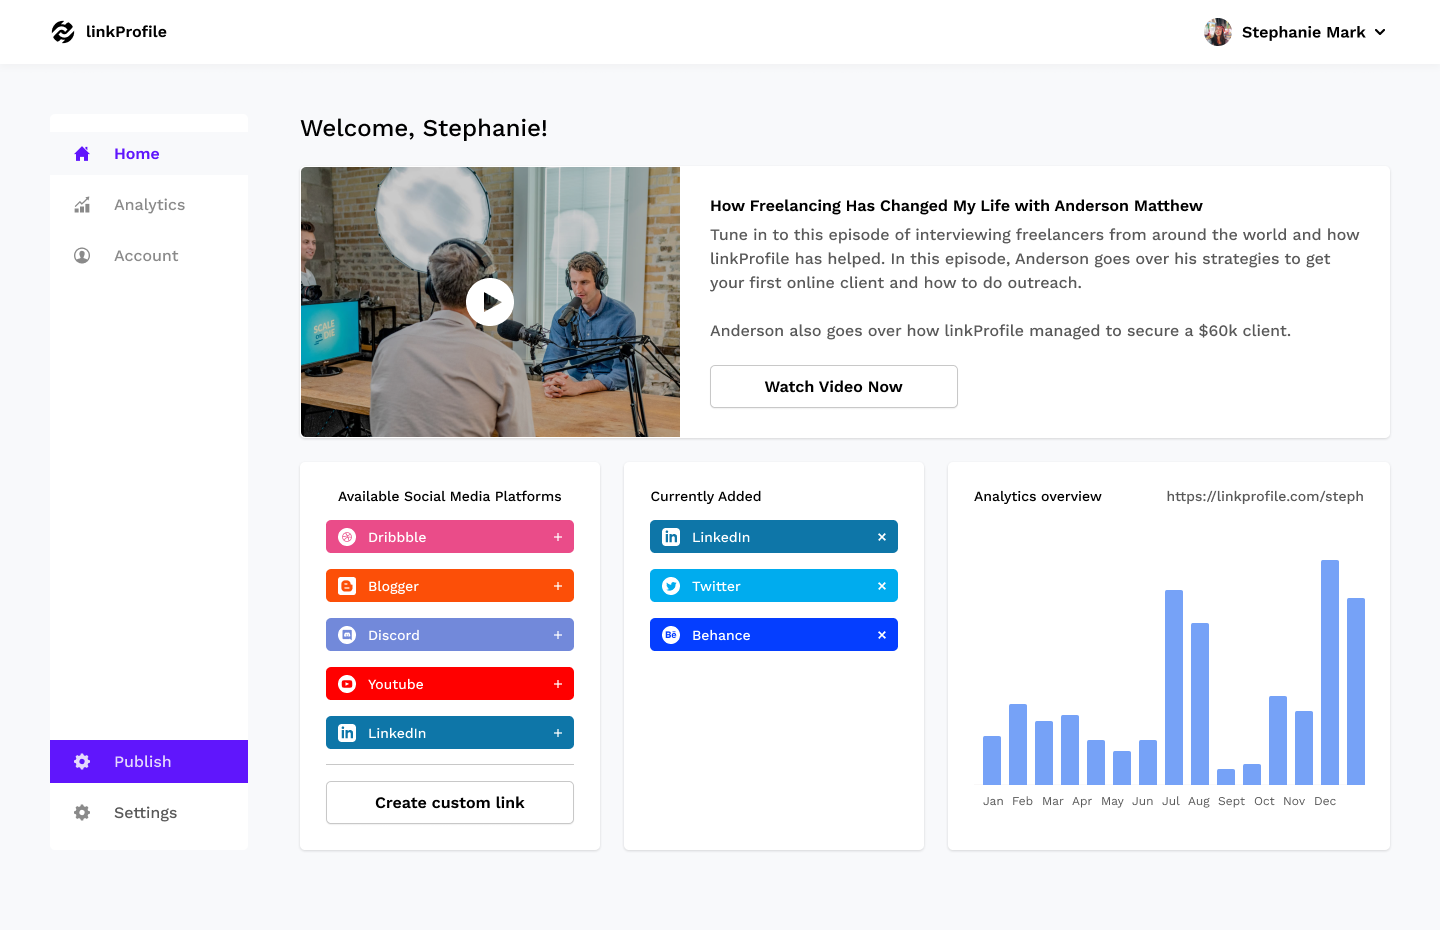 linkProfile
Stephanie Mark
Home
Analytics
Account
Publish
Settings
Welcome, Stephanie!
SCALE
OR DIE
How Freelancing Has Changed My Life with Anderson Matthew
Tune in to this episode of interviewing freelancers from around the world and how
linkProfile has helped. In this episode, Anderson goes over his strategies to get
your first online client and how to do outreach.
Anderson also goes over how linkProfile managed to secure a $60k client.
Watch Video Now
Available Social Media Platforms
Dribbble +
Blogger +
Discord +
Youtube +
in LinkedIn +
Create custom link
Currently Added
in LinkedIn ×
Twitter ×
Bē Behance ×
Analytics overview https://linkprofile.com/steph
Jan Feb Mar Apr May Jun Jul Aug Sept Oct Nov Dec